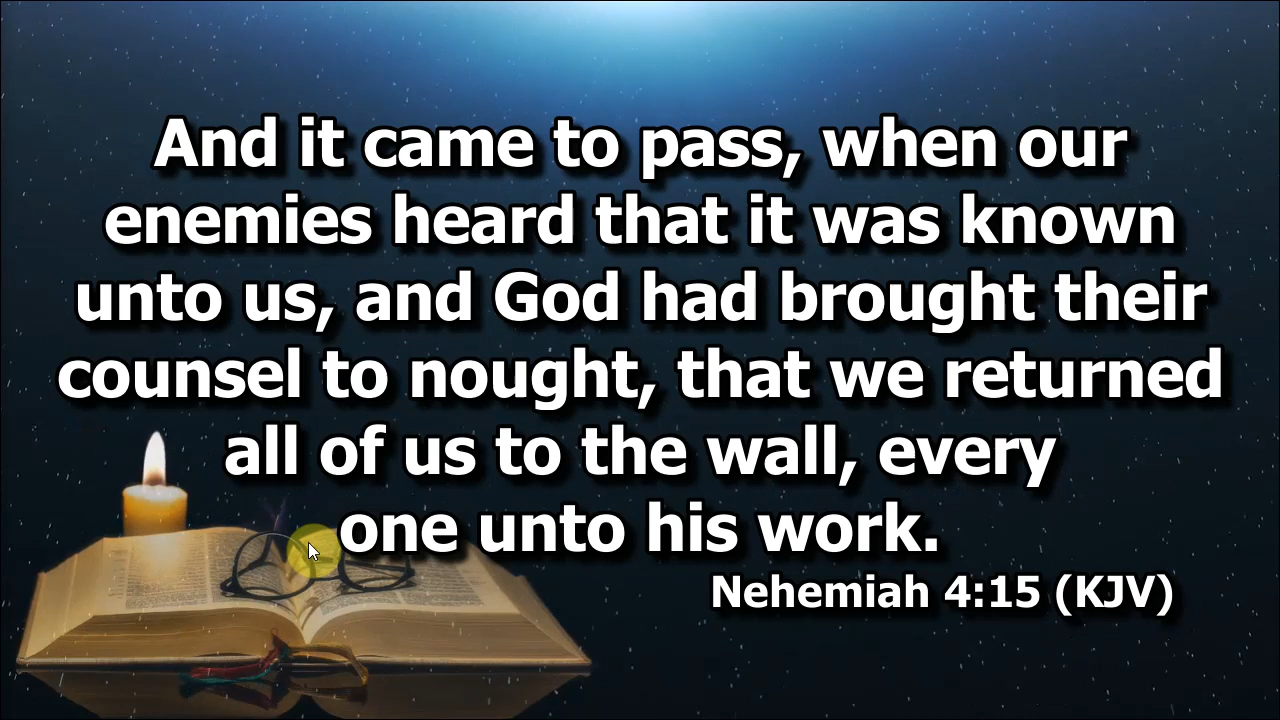 And it came to pass, when our
enemies heard that it was known
unto us, and God had brought their
counsel to nought, that we returned
all of us to the wall, every
one unto his work.
Nehemiah 4:15 (KJV)